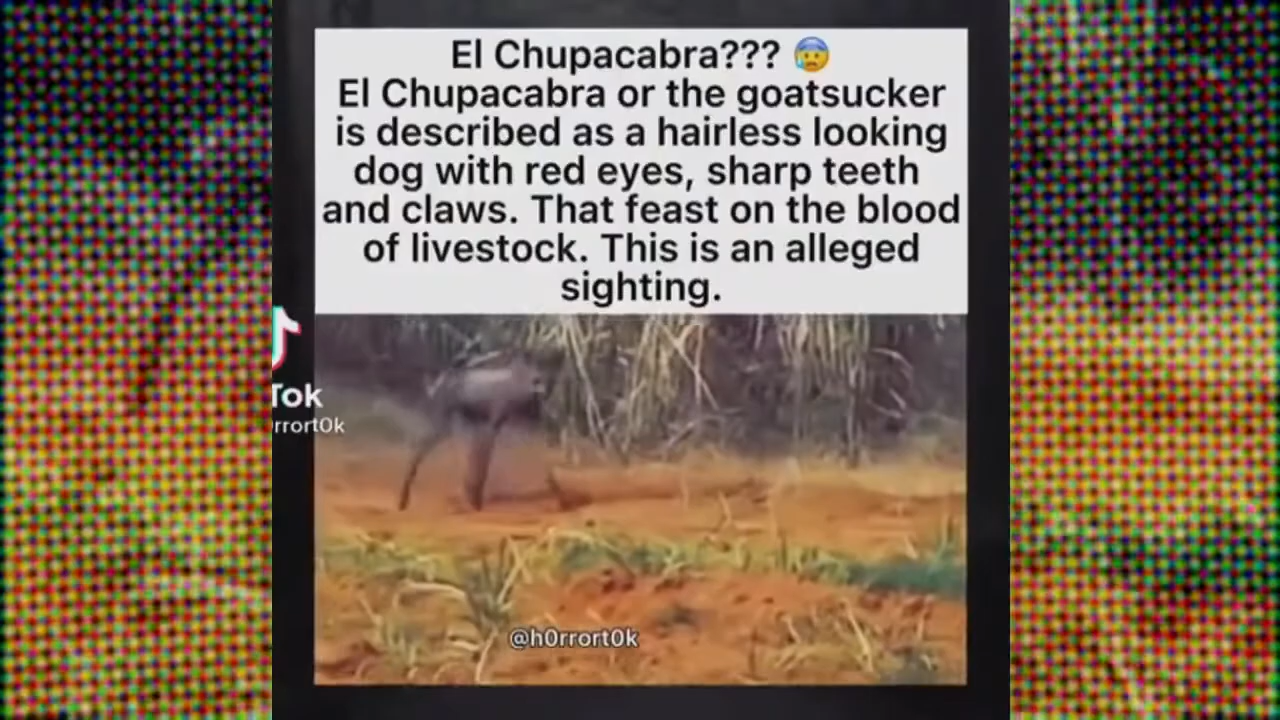 El Chupacabra??? 😰
El Chupacabra or the goatsucker
is described as a hairless looking
dog with red eyes, sharp teeth
and claws. That feast on the blood
of livestock. This is an alleged
sighting.
Tok
rrort0k
@h0rrort0k